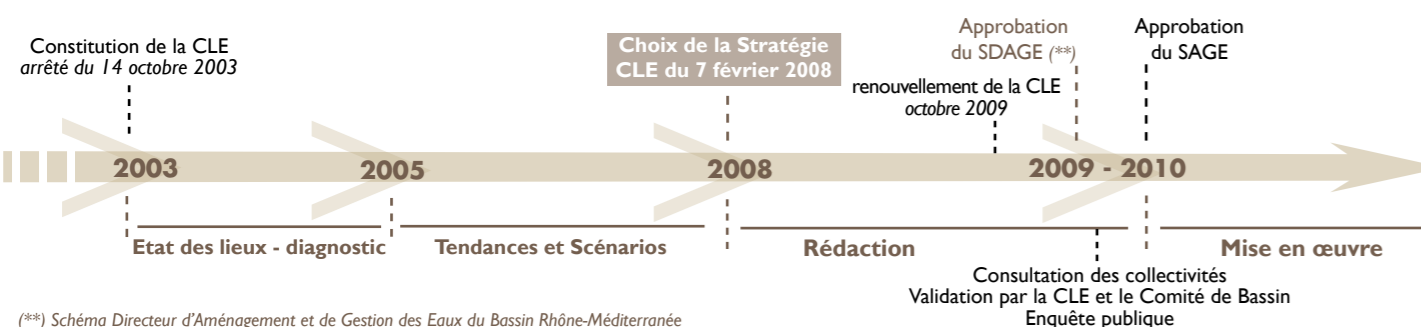 Constitution de la CLE
arrêté du 14 octobre 2003
Choix de la Stratégie
CLE du 7 février 2008
Approbation
du SDAGE (**)
Approbation
du SAGE
renouvellement de la CLE
octobre 2009
2003
2005
2008
2009 - 2010
Etat des lieux - diagnostic
Tendances et Scénarios
Rédaction
Mise en œuvre
Consultation des collectivités
Validation par la CLE et le Comité de Bassin
Enquête publique
(**) Schéma Directeur d'Aménagement et de Gestion des Eaux du Bassin Rhône-Méditerranée